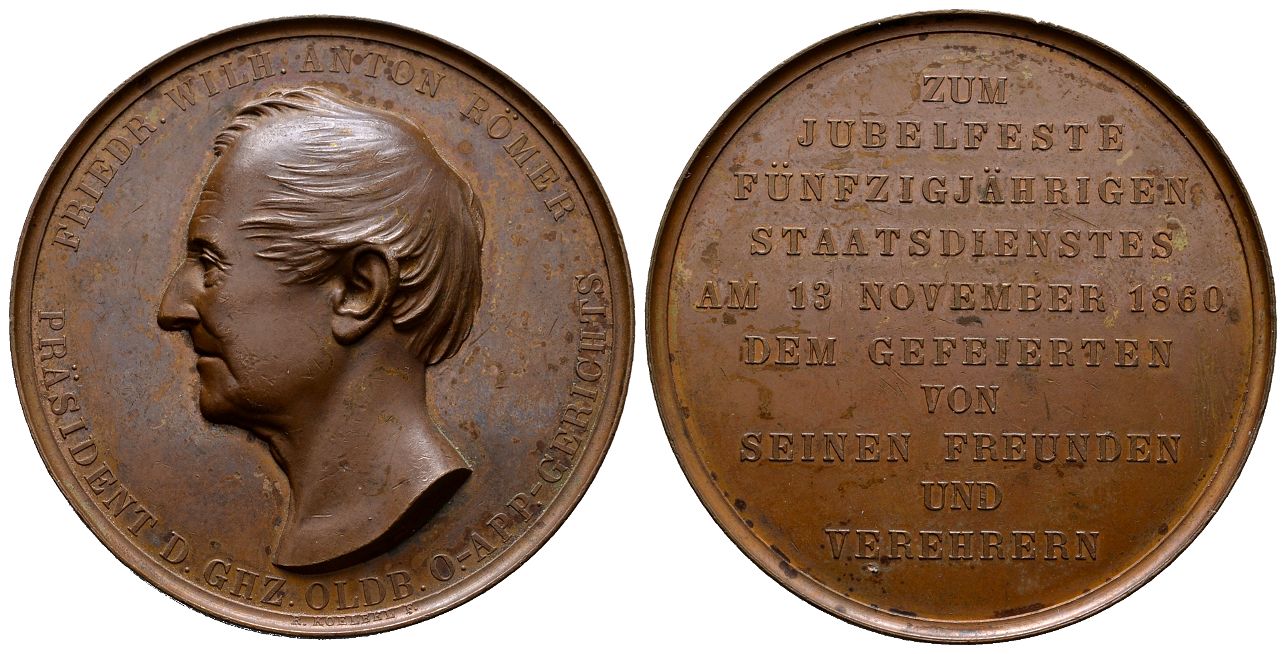 FRIEDR. WILH. ANTON RÖMER
PRÄSIDENT D. GHZ. OLDB. O-APP-GERICHTS
F.
ZUM
JUBELFESTE
FÜNFZIGJÄHRIGEN
STAATSDIENSTES
AM 13 NOVEMBER 1860
DEM GEFEIERTEN
VON
SEINEN FREUNDEN
UND
VEREHRERN